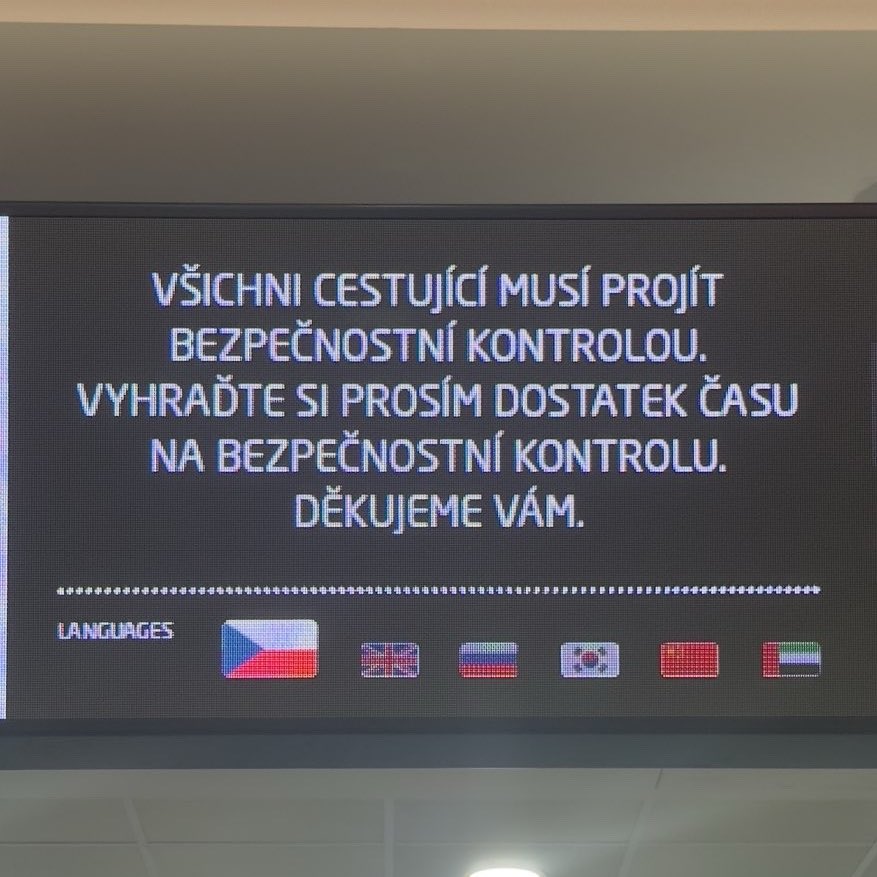 VŠICHNI CESTUJÍCÍ MUSÍ PROJÍT
BEZPEČNOSTNÍ KONTROLOU.
VYHRAĎTE SI PROSÍM DOSTATEK ČASU
NA BEZPEČNOSTNÍ KONTROLU.
DĚKUJEME VÁM.
LANGUAGES